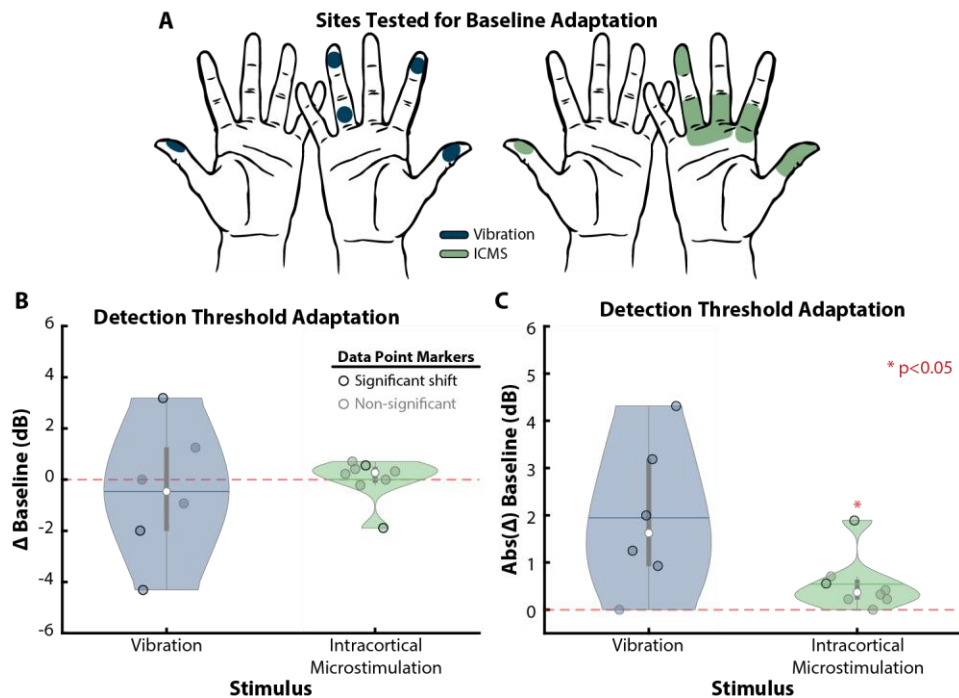 A
Sites Tested for Baseline Adaptation
Vibration
ICMS
B
Detection Threshold Adaptation
Δ Baseline (dB)
6
4
2
0
-2
-4
-6
Data Point Markers
Significant shift
Non-significant
Vibration
Intracortical
Microstimulation
Stimulus
C
Detection Threshold Adaptation
Abs(Δ) Baseline (dB)
6
5
4
3
2
1
0
* p<0.05
*
Vibration
Intracortical
Microstimulation
Stimulus